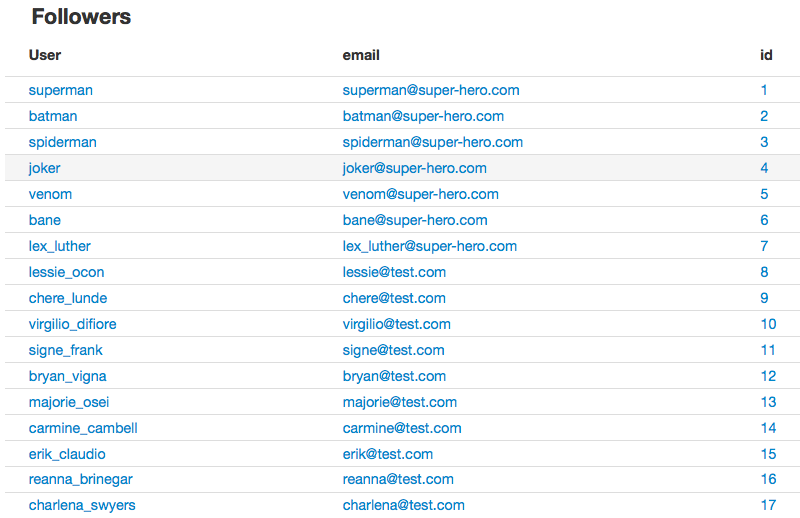 Followers
User email id
superman superman@super-hero.com 1
batman batman@super-hero.com 2
spiderman spiderman@super-hero.com 3
joker joker@super-hero.com 4
venom venom@super-hero.com 5
bane bane@super-hero.com 6
lex_luther lex_luther@super-hero.com 7
lessie_ocon lessie@test.com 8
chere_lunde chere@test.com 9
virgilio_difiore virgilio@test.com 10
signe_frank signe@test.com 11
bryan_vigna bryan@test.com 12
majorie_osei majorie@test.com 13
carmine_cambell carmine@test.com 14
erik_claudio erik@test.com 15
reanna_brinegar reanna@test.com 16
charlena_swyers charlena@test.com 17